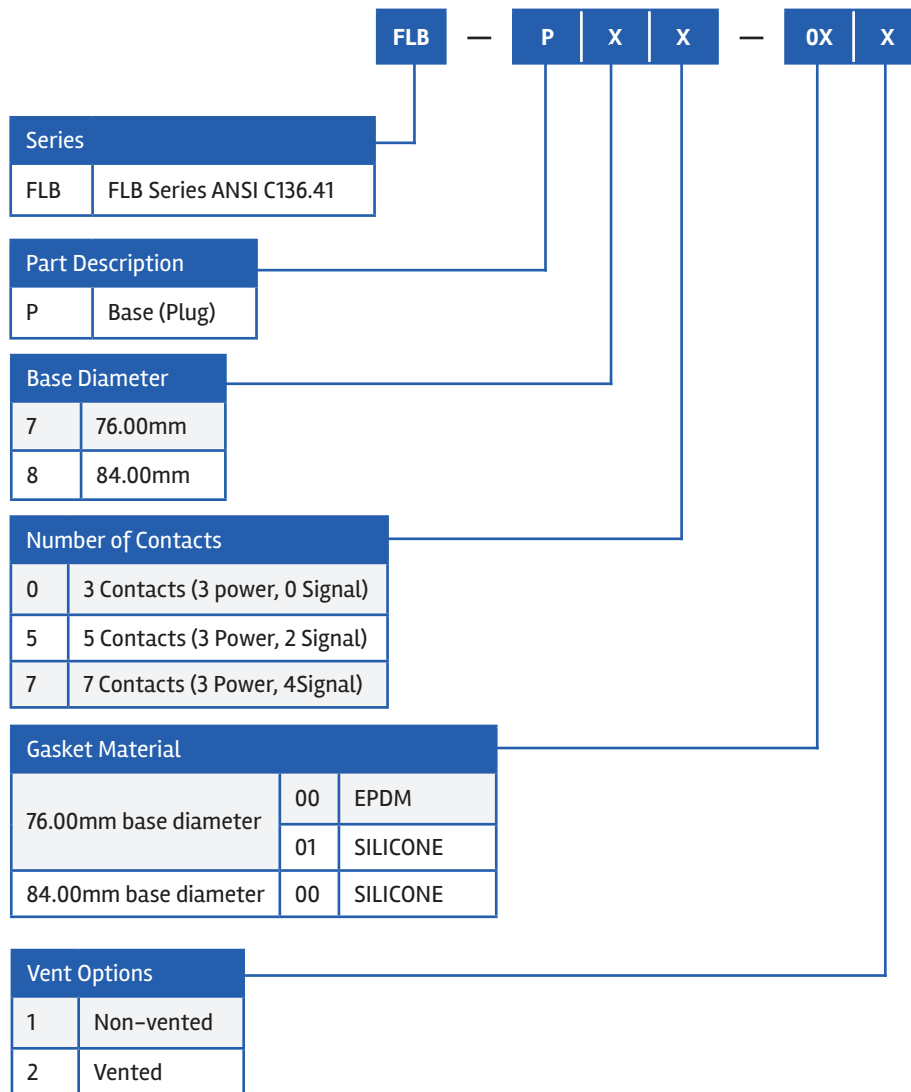 FLB — P X X — 0X X
Series
FLB FLB Series ANSI C136.41
Part Description
P Base (Plug)
Base Diameter
7 76.00mm
8 84.00mm
Number of Contacts
0 3 Contacts (3 power, 0 Signal)
5 5 Contacts (3 Power, 2 Signal)
7 7 Contacts (3 Power, 4Signal)
Gasket Material
76.00mm base diameter 00 EPDM
01 SILICONE
84.00mm base diameter 00 SILICONE
Vent Options
1 Non-vented
2 Vented